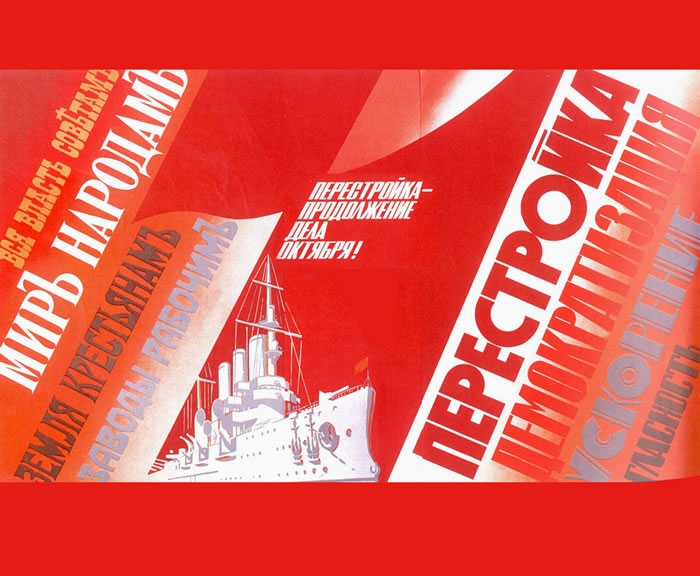 ВСЯ ВЛАСТЬ СОВѢТАМЪ
МИРЪ НАРОДАМЪ
ЗЕМЛЯ КРЕСТЬЯНАМЪ
ЗАВОДЫ РАБОЧИМЪ
ПЕРЕСТРОЙКА–
ПРОДОЛЖЕНИЕ
ДЕЛА
ОКТЯБРЯ!
ПЕРЕСТРОЙКА
ДЕМОКРАТИЗАЦИЯ
УСКОРЕНИЕ
ГЛАСНОСТЬ